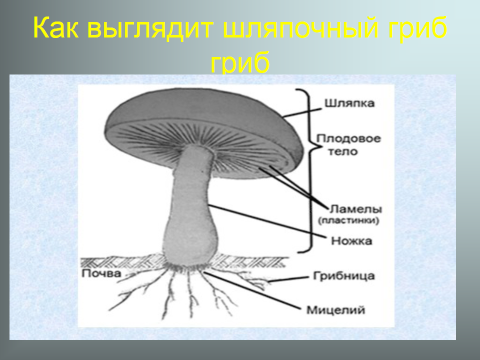 Как выглядит шляпочный гриб
гриб
Шляпка
Плодовое
тело
Ламелы
(пластинки)
Ножка
Почва
Грибница
Мицелий